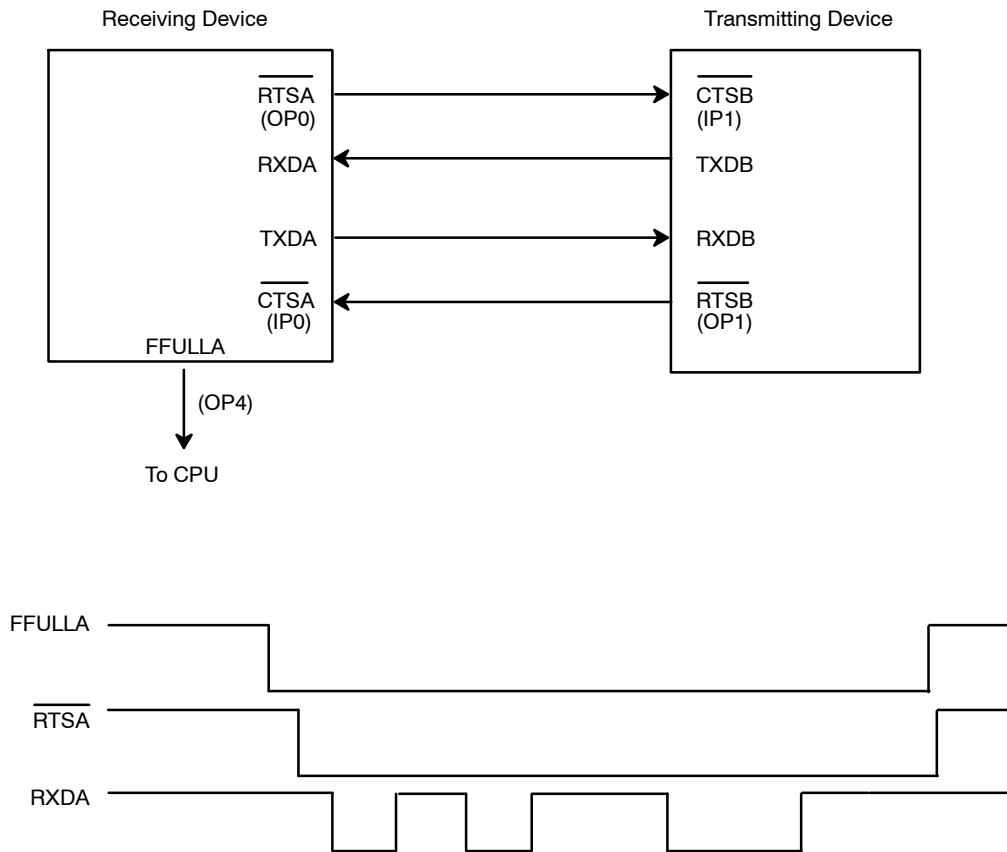 Receiving Device
Transmitting Device
RTSA
(OP0)
RXDA
TXDA
CTSA
(IP0)
FFULLA
CTSB
(IP1)
TXDB
RXDB
RTSB
(OP1)
(OP4)
To CPU
FFULLA
RTSA
RXDA